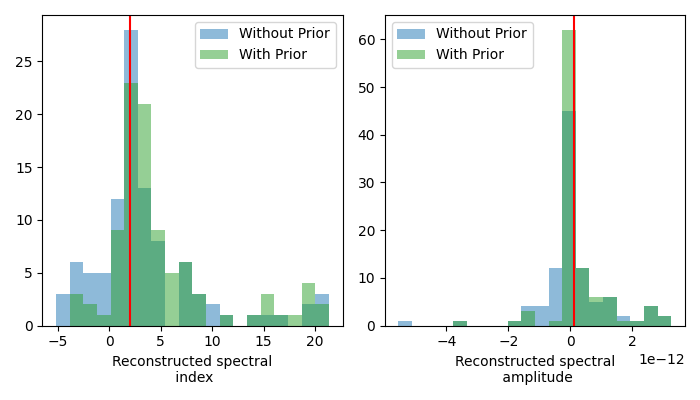 Without Prior
With Prior
25
20
15
10
5
0
−5
0
5
10
15
20
Reconstructed spectral
index
Without Prior
With Prior
60
50
40
30
20
10
0
−4
−2
0
2
1e−12
Reconstructed spectral
amplitude